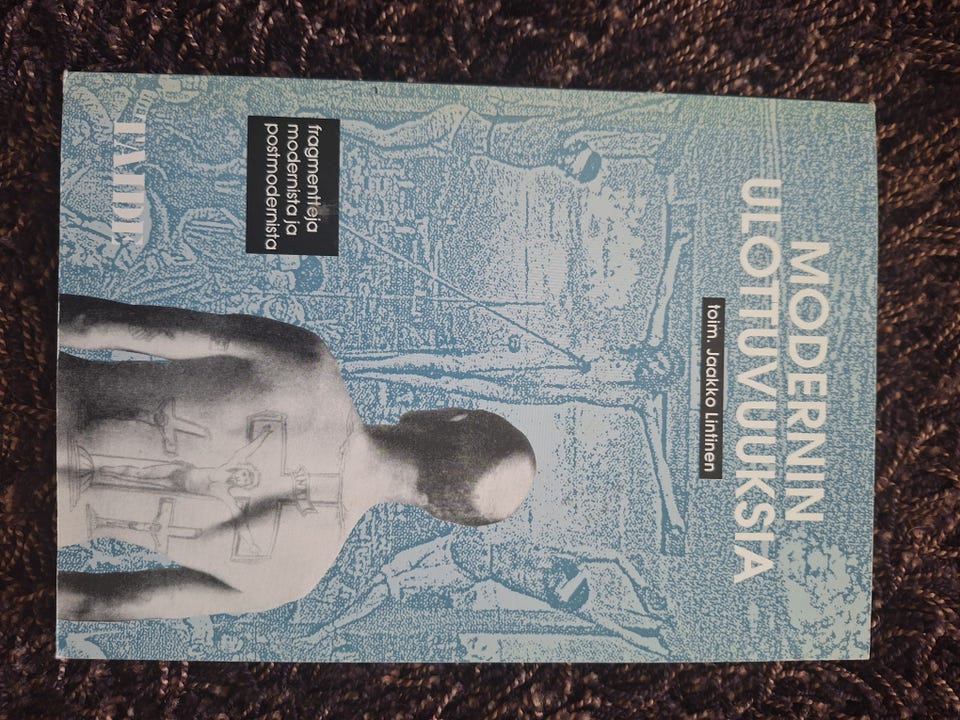 MODERNIN
ULOTTUVUUKSIA
toim. Jaakko Lintinen
fragmentteja
modernista ja
postmodernista
TAIDE